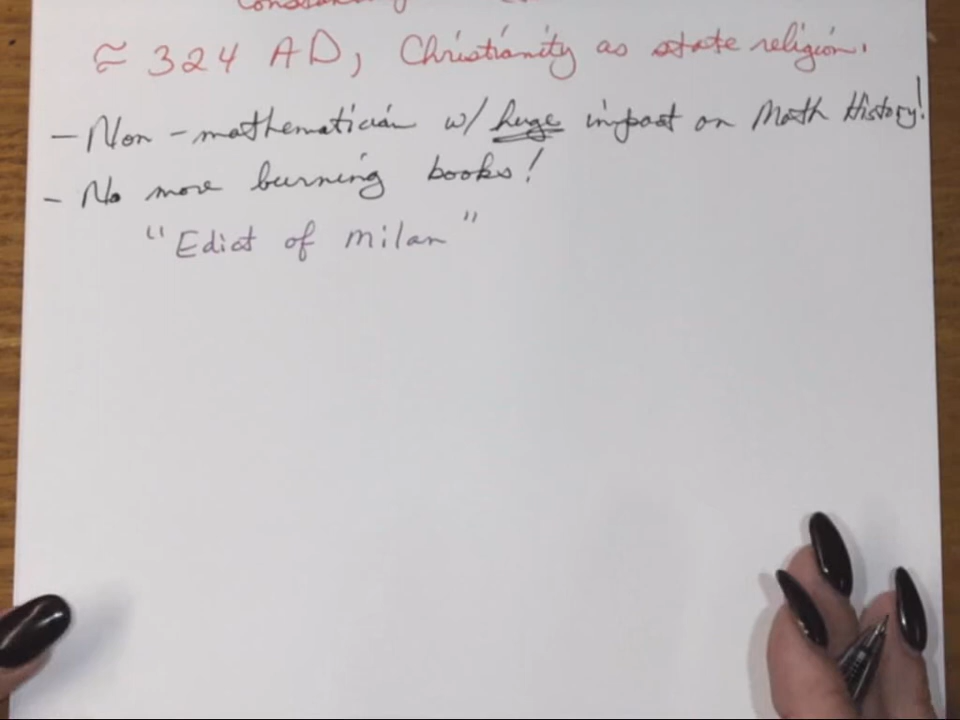 ≈ 324 AD, Christianity as state religion.
- Non-mathematician w/ huge impact on Math History!
- No more burning books!
"Edict of Milan"